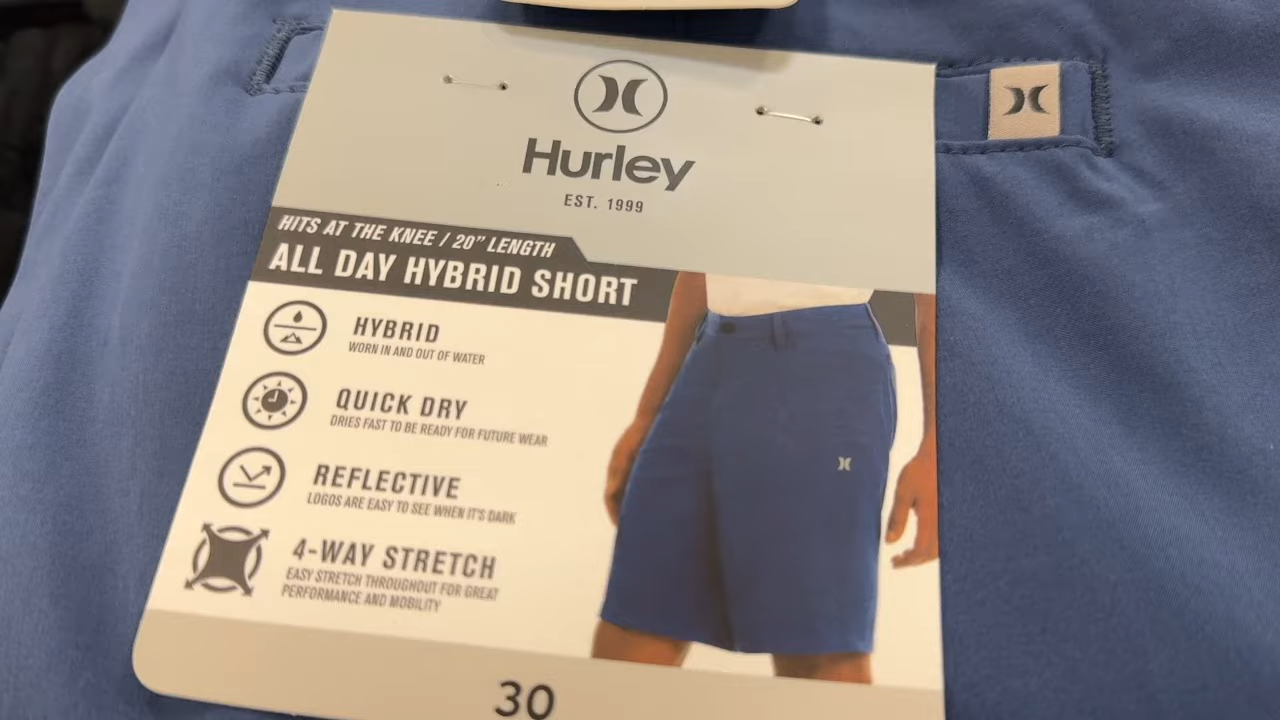 Hurley
EST. 1999
HITS AT THE KNEE / 20" LENGTH
ALL DAY HYBRID SHORT
HYBRID
WORN IN AND OUT OF WATER
QUICK DRY
DRIES FAST TO BE READY FOR FUTURE WEAR
REFLECTIVE
LOGOS ARE EASY TO SEE WHEN IT'S DARK
4-WAY STRETCH
EASY STRETCH THROUGHOUT FOR GREAT
PERFORMANCE AND MOBILITY
30